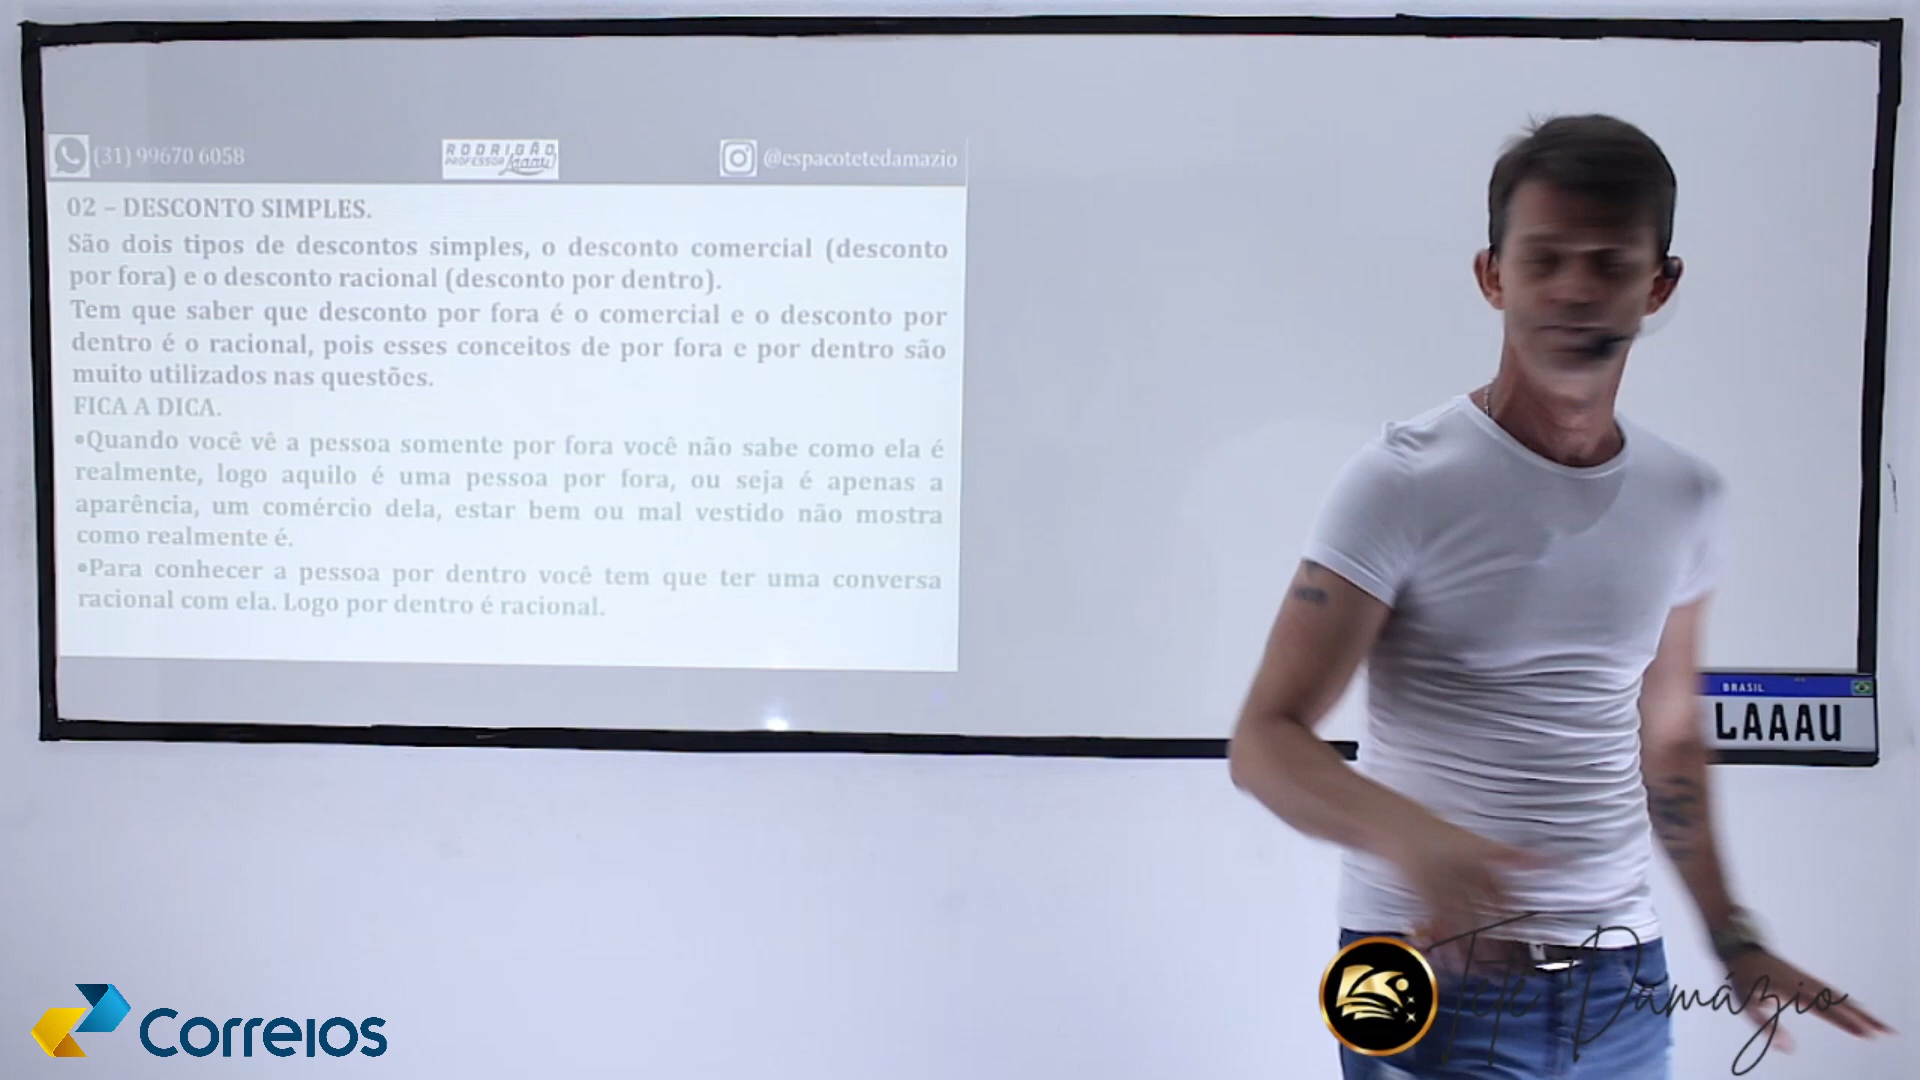 (31) 99670 6058
RODRIGÃO
PROFESSOR Laaau!
@espacotetedamazio
02 – DESCONTO SIMPLES.
São dois tipos de descontos simples, o desconto comercial (desconto
por fora) e o desconto racional (desconto por dentro).
Tem que saber que desconto por fora é o comercial e o desconto por
dentro é o racional, pois esses conceitos de por fora e por dentro são
muito utilizados nas questões.
FICA A DICA.
•Quando você vê a pessoa somente por fora você não sabe como ela é
realmente, logo aquilo é uma pessoa por fora, ou seja é apenas a
aparência, um comércio dela, estar bem ou mal vestido não mostra
como realmente é.
•Para conhecer a pessoa por dentro você tem que ter uma conversa
racional com ela. Logo por dentro é racional.
BRASIL
LAAAU
Correios
Tetê Damázio